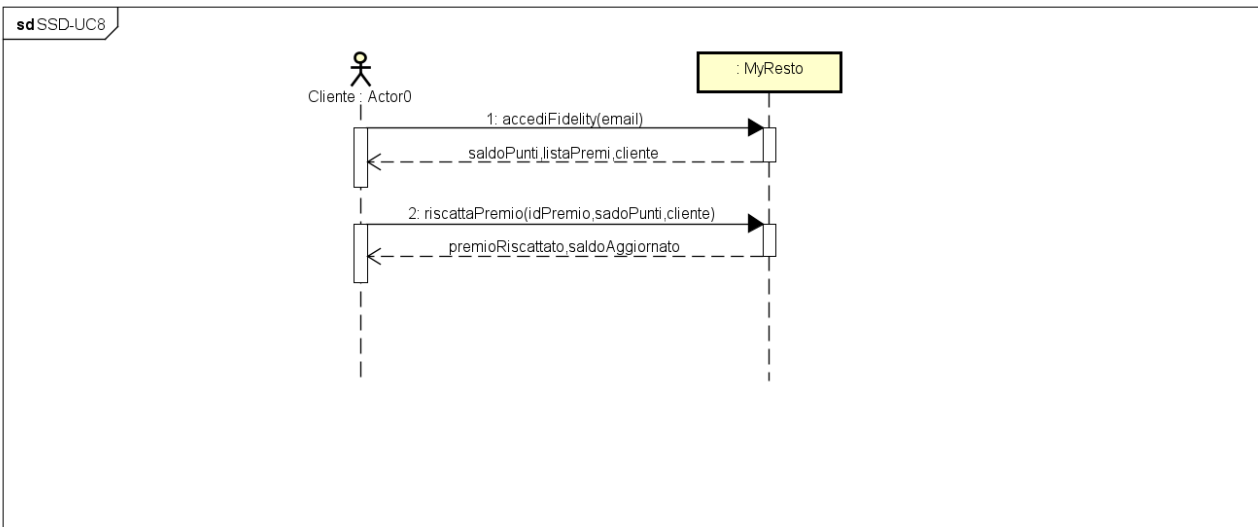 sd SSD-UC8
Cliente : Actor0
: MyResto
1: accediFidelity(email)
saldoPunti,listaPremi,cliente
2: riscattaPremio(idPremio,sadoPunti,cliente)
premioRiscattato,saldoAggiornato